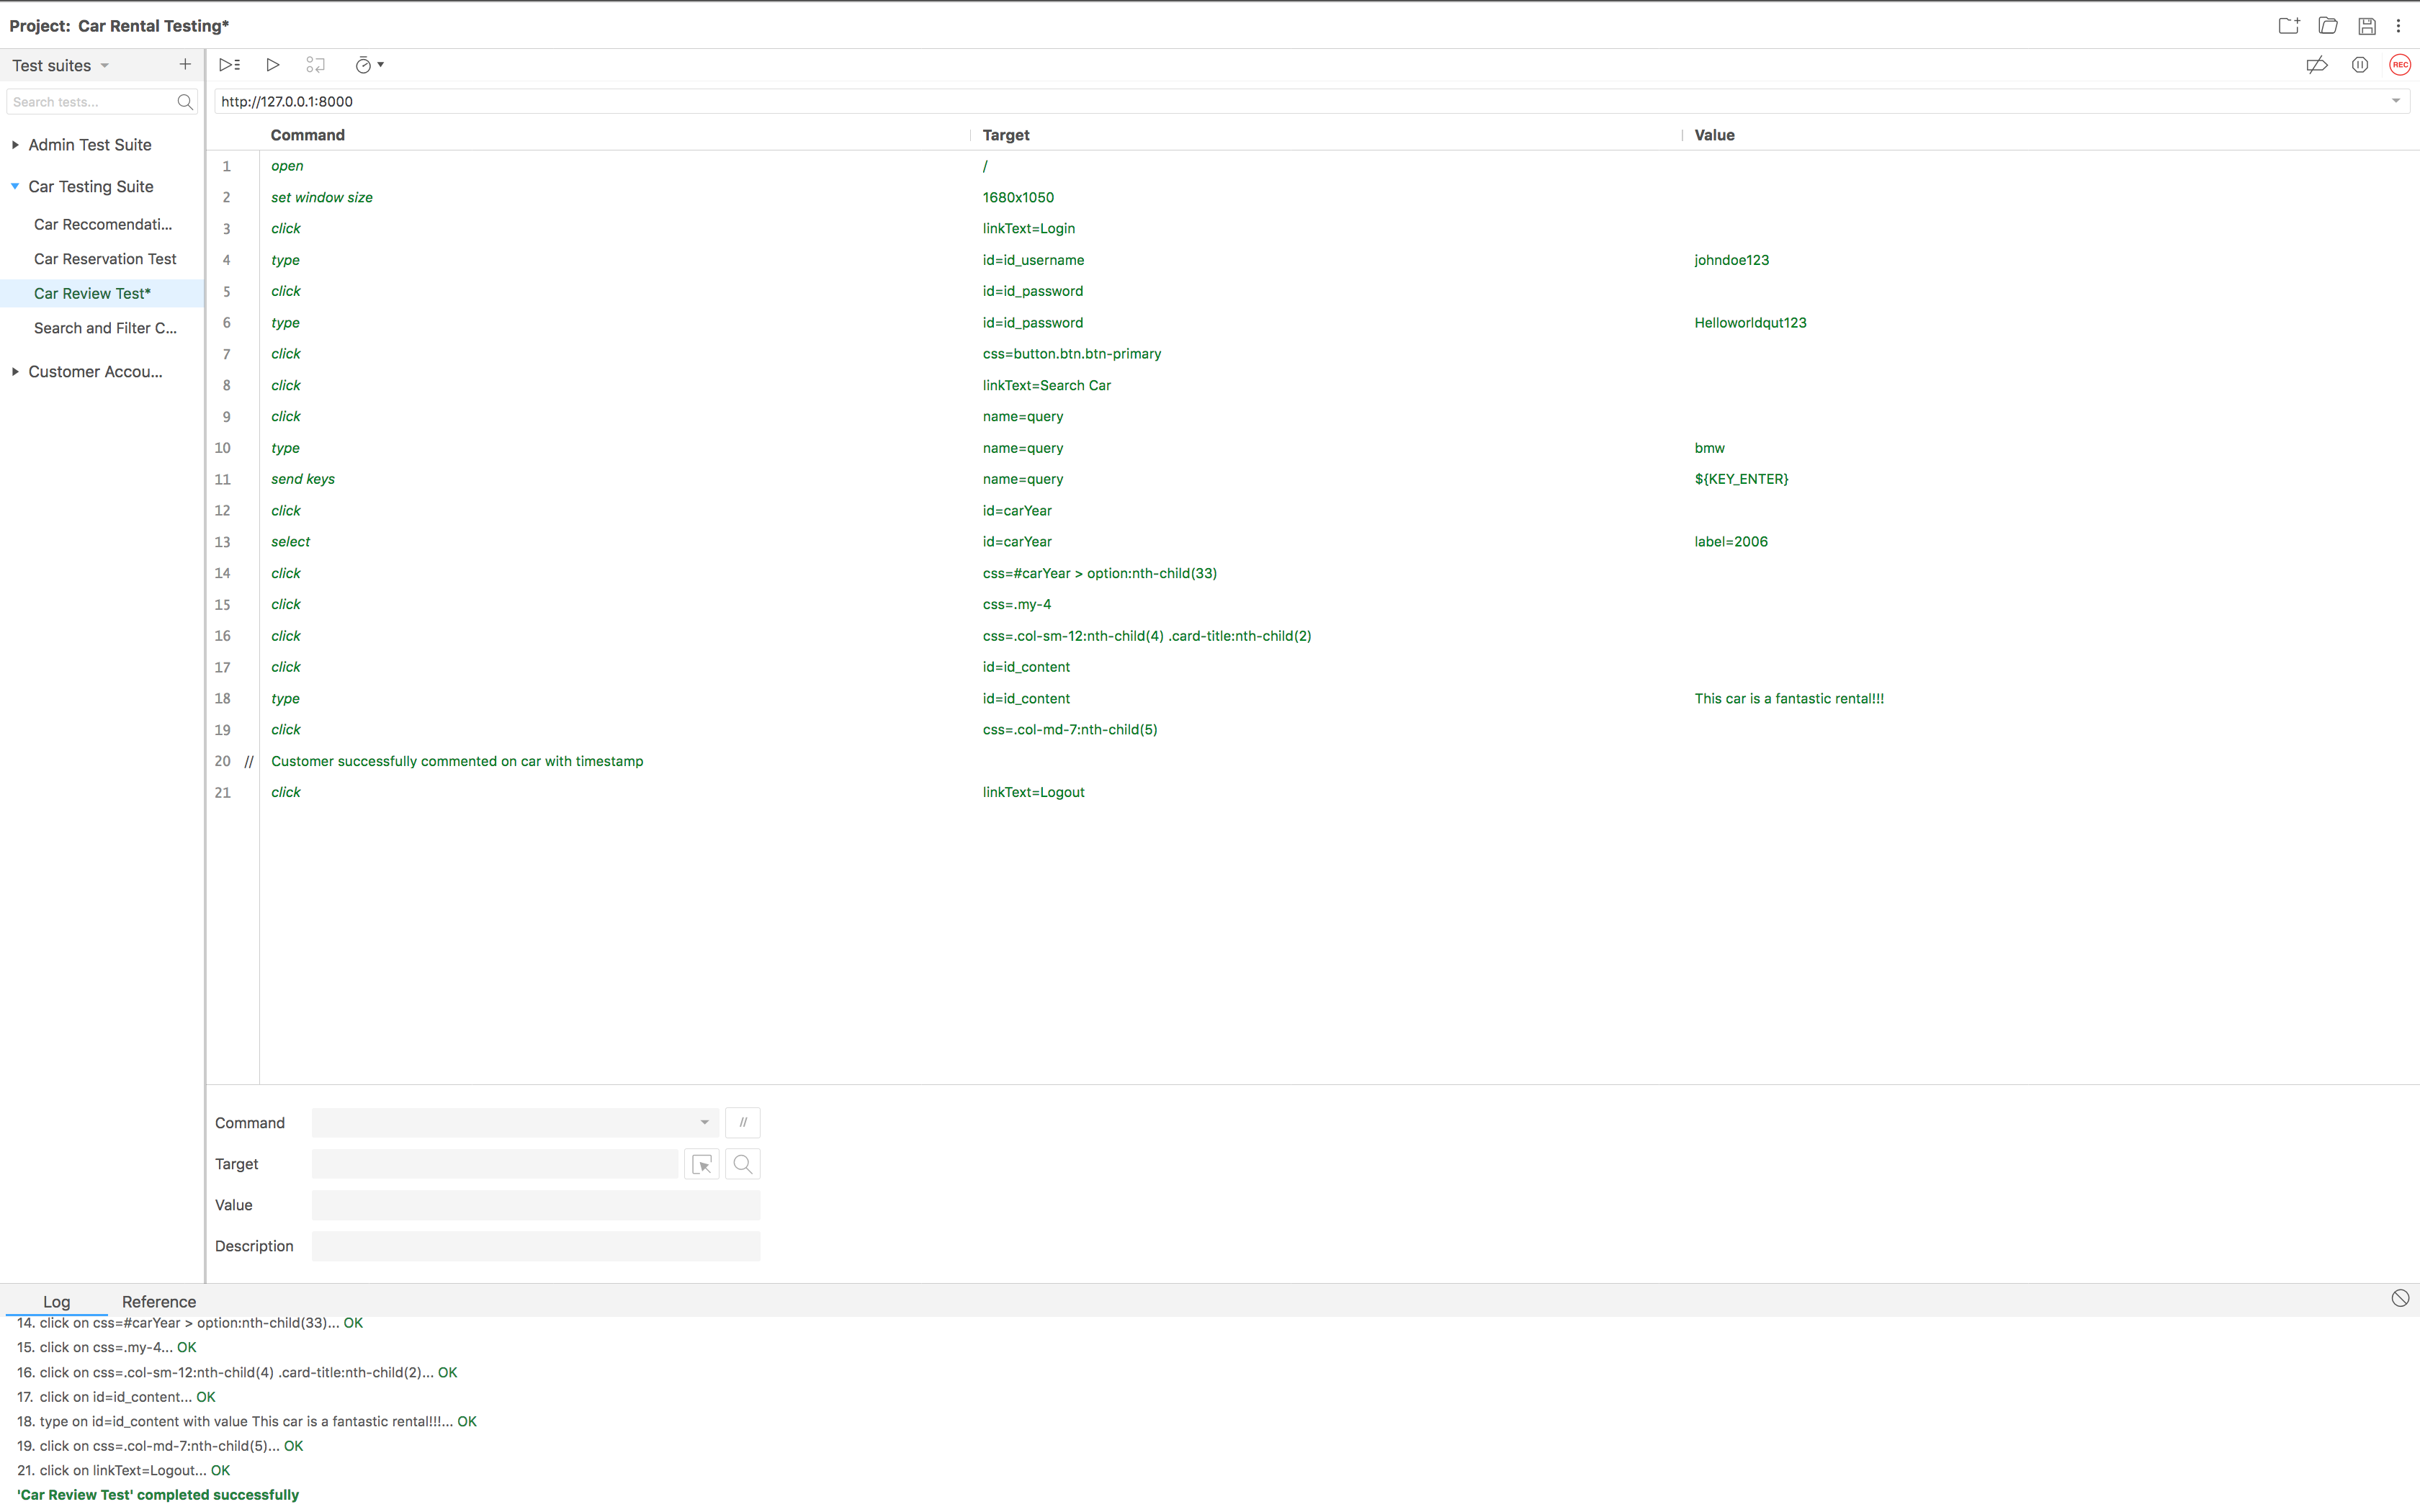 Project: Car Rental Testing*
Test suites
Search tests...
Admin Test Suite
Car Testing Suite
Car Reccomendati...
Car Reservation Test
Car Review Test*
Search and Filter C...
Customer Accou...
REC
http://127.0.0.1:8000
Command Target Value
1 open /
2 set window size 1680x1050
3 click linkText=Login
4 type id=id_username johndoe123
5 click id=id_password
6 type id=id_password Helloworldqut123
7 click css=button.btn.btn-primary
8 click linkText=Search Car
9 click name=query
10 type name=query bmw
11 send keys name=query ${KEY_ENTER}
12 click id=carYear
13 select id=carYear label=2006
14 click css=#carYear > option:nth-child(33)
15 click css=.my-4
16 click css=.col-sm-12:nth-child(4) .card-title:nth-child(2)
17 click id=id_content
18 type id=id_content This car is a fantastic rental!!!
19 click css=.col-md-7:nth-child(5)
20 // Customer successfully commented on car with timestamp
21 click linkText=Logout
Command //
Target
Value
Description
Log Reference
14. click on css=#carYear > option:nth-child(33)... OK
15. click on css=.my-4... OK
16. click on css=.col-sm-12:nth-child(4) .card-title:nth-child(2)... OK
17. click on id=id_content... OK
18. type on id=id_content with value This car is a fantastic rental!!!... OK
19. click on css=.col-md-7:nth-child(5)... OK
21. click on linkText=Logout... OK
'Car Review Test' completed successfully